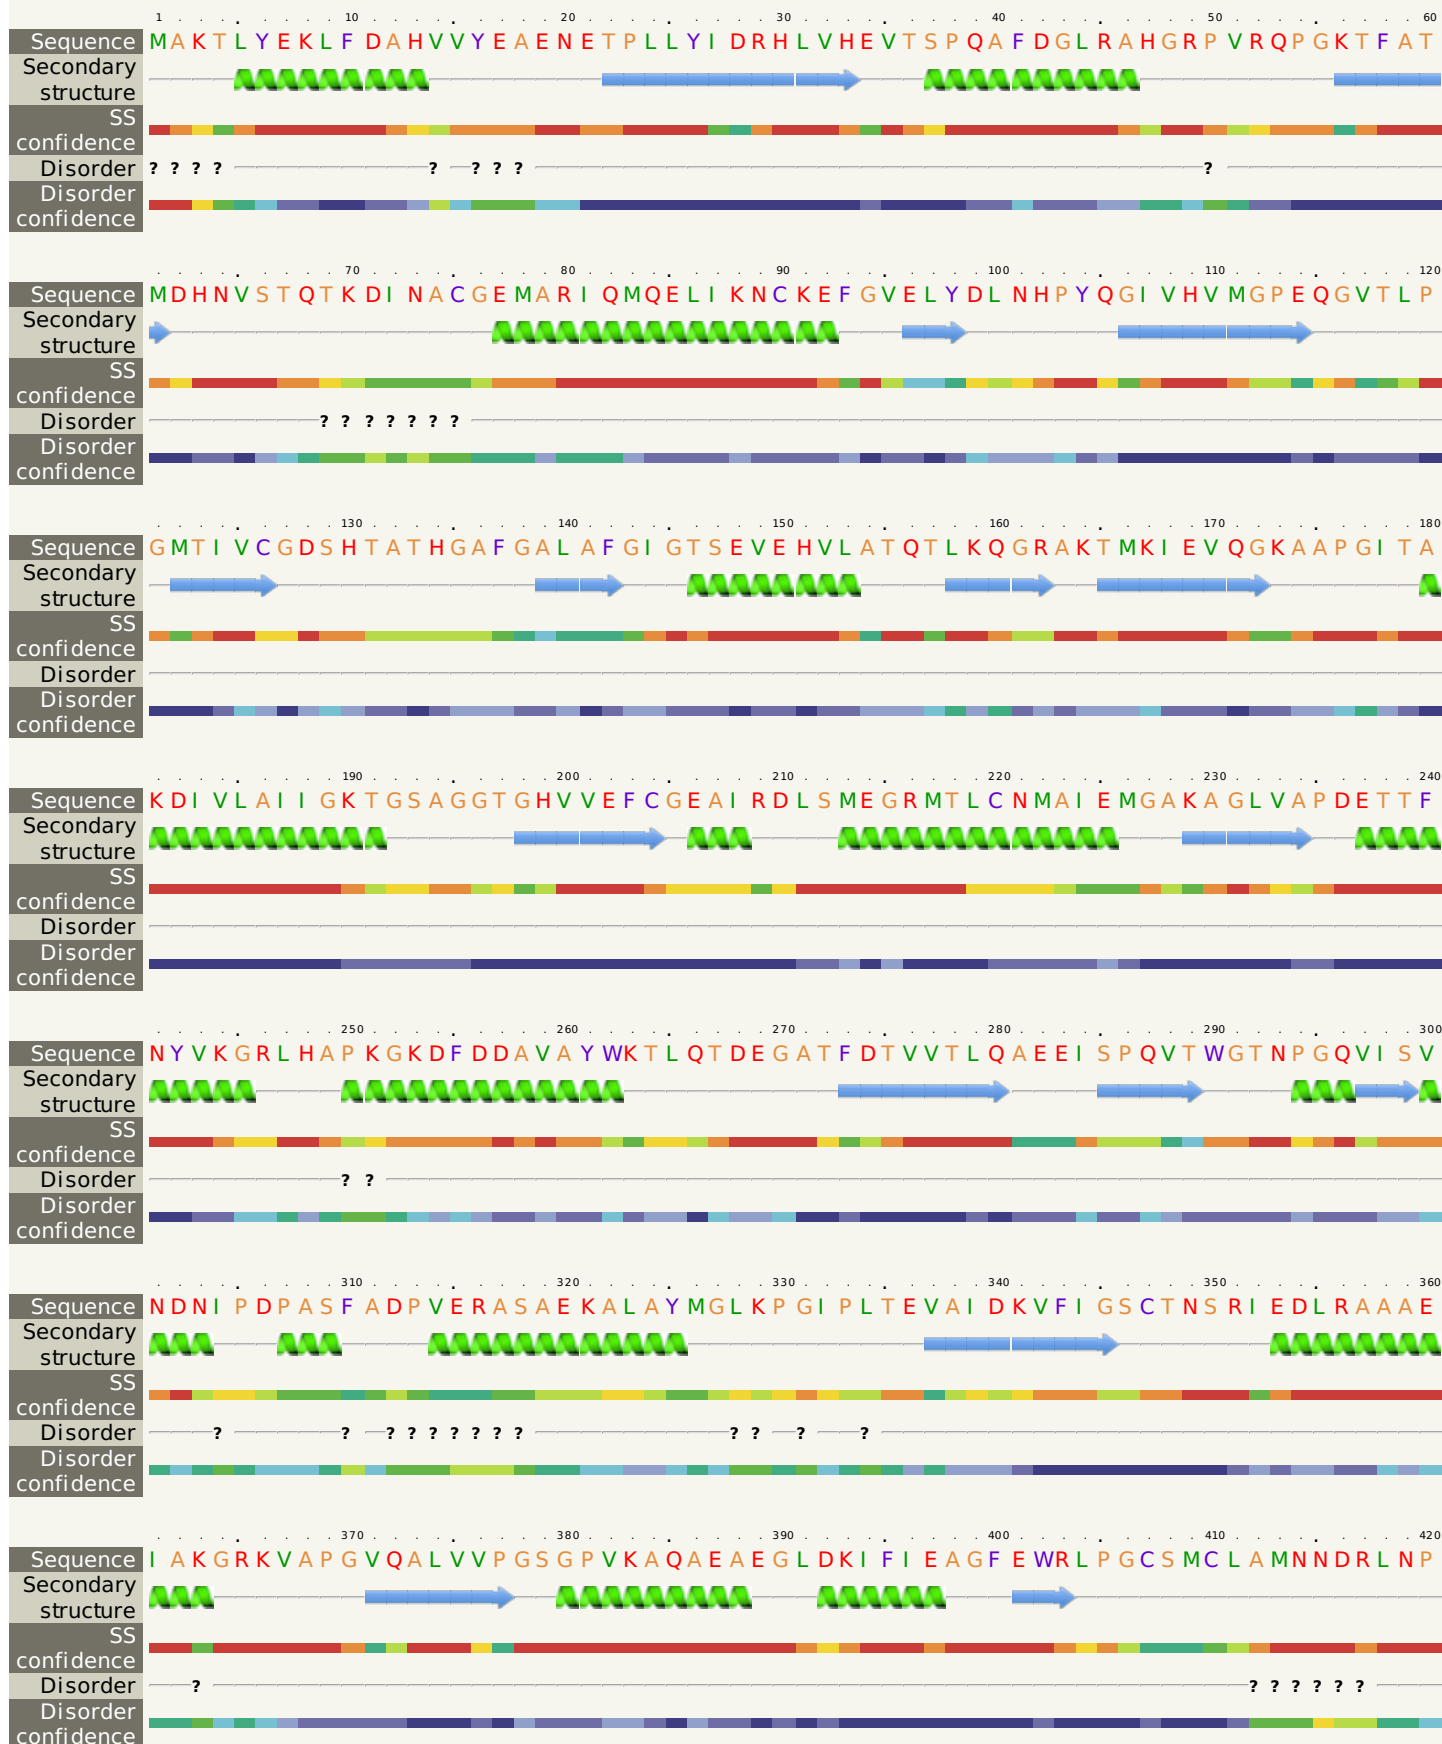 1 10 20 30 40 50 60
Sequence MAKTLYEKLFDAHVVYEAENETPLLYIDRHLVHEVTSPQAFDGLRAHGRPVRQPGKTFAT
Secondary
structure
SS
confidence
Disorder ? ? ? ? ? ? ? ? ?
Disorder
confidence
70 80 90 100 110 120
Sequence MDHNVSTQTKDINACGEMARIQMQELIKNCKEFGVELYDLNHPYQGIVHVMGPEQGVTLP
Secondary
structure
SS
confidence
Disorder ? ? ? ? ? ? ?
Disorder
confidence
130 140 150 160 170 180
Sequence GMTIVCGDSHTATHGAFGALAFGIGTSEVEHVLATQTLKQGRAKTMKIEVQGKAAPGITA
Secondary
structure
SS
confidence
Disorder
Disorder
confidence
190 200 210 220 230 240
Sequence KDIVLAIIGKTGSAGGTGHVVEFCGEAIRDLSMEGRMTLCNMAIEMGAKAGLVAPDETTF
Secondary
structure
SS
confidence
Disorder
Disorder
confidence
250 260 270 280 290 300
Sequence NYVKGRLHAPKGKDFDDAVAYWKTLQTDEGATFDTVVTLQAEEISPQVTWGTNPGQVISV
Secondary
structure
SS
confidence
Disorder ? ?
Disorder
confidence
310 320 330 340 350 360
Sequence NDNIPDPASFADPVERASAEKALAYMGLKPGIPLTEVAIDKVFIGSCTNSRIEDLRAAAE
Secondary
structure
SS
confidence
Disorder ? ? ? ? ? ? ? ? ? ? ? ? ?
Disorder
confidence
370 380 390 400 410 420
Sequence IAKGRKVAPGVQALVVPGSGPVKAQAEAEGLDKIFIEAGFEWRLPGCSMCLAMNNDRLNP
Secondary
structure
SS
confidence
Disorder ? ? ? ? ? ? ?
Disorder
confidence